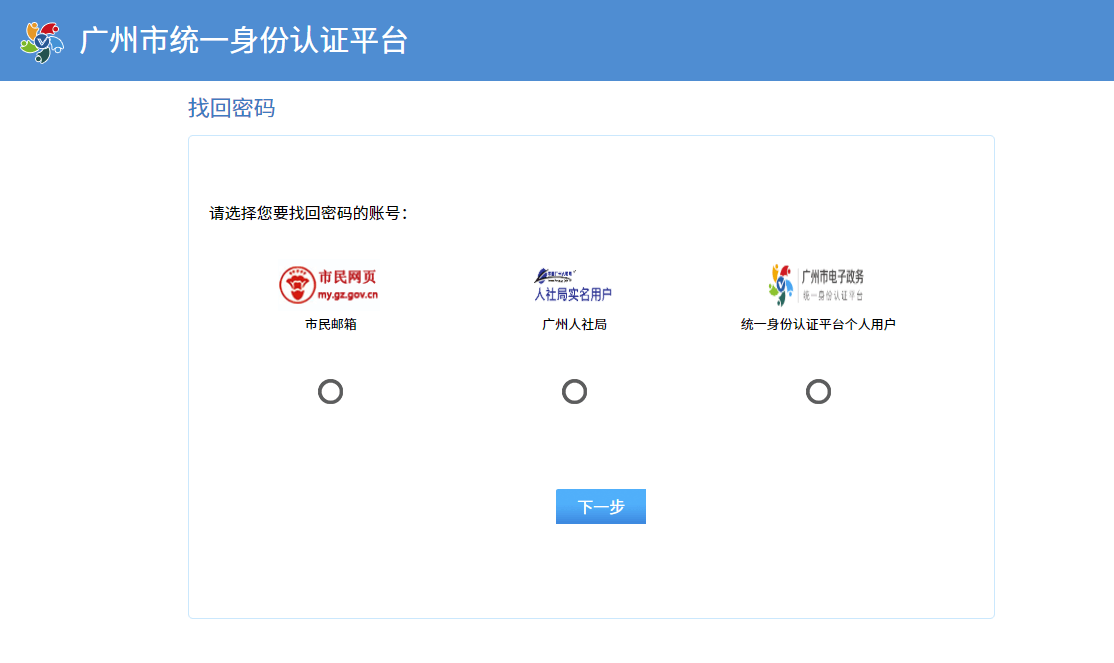 广州市统一身份认证平台
找回密码
请选择您要找回密码的账号：
市民网页
my.gz.gov.cn
人社局实名用户
广州市电子政务
统一身份认证平台
市民邮箱
广州人社局
统一身份认证平台个人用户
下一步